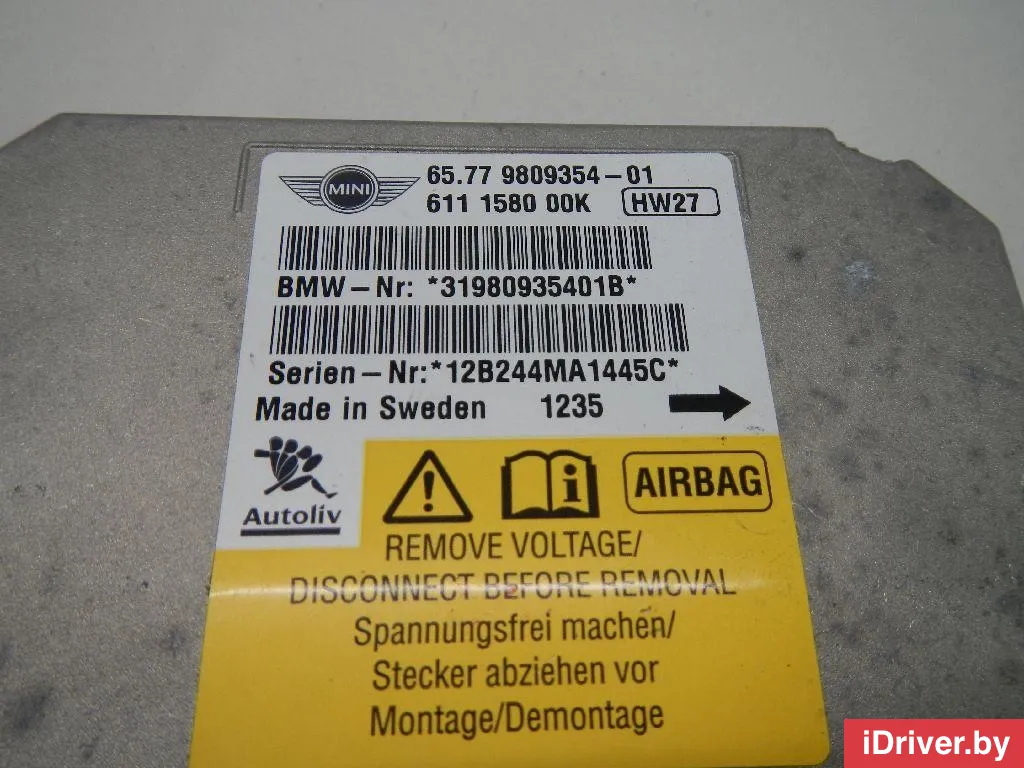 MINI
65.77 9809354-01
611 1580 00K HW27
BMW-Nr: *31980935401B*
Serien-Nr:*12B244MA1445C*
Made in Sweden 1235
Autoliv
AIRBAG
REMOVE VOLTAGE/
DISCONNECT BEFORE REMOVAL
Spannungsfrei machen/
Stecker abziehen vor
Montage/Demontage
iDriver.by